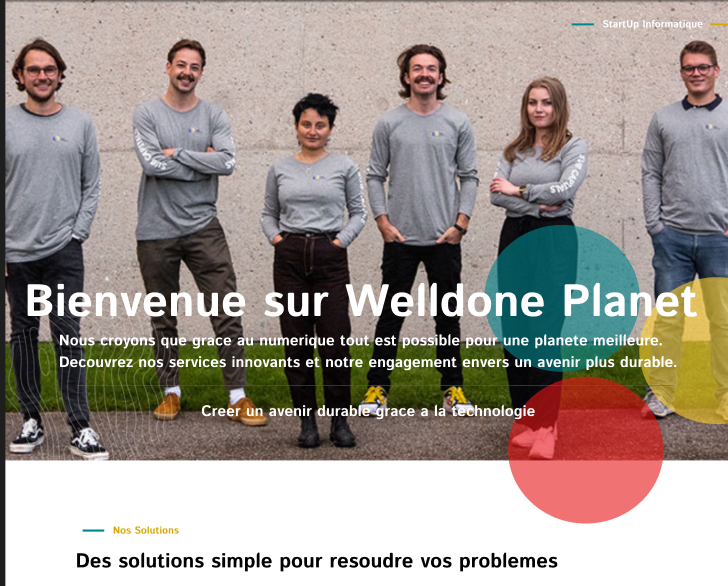 StartUp Informatique
Bienvenue sur Welldone Planet
Nous croyons que grace au numerique tout est possible pour une planete meilleure.
Decouvrez nos services innovants et notre engagement envers un avenir plus durable.
Creer un avenir durable grace a la technologie
Nos Solutions
Des solutions simple pour resoudre vos problemes